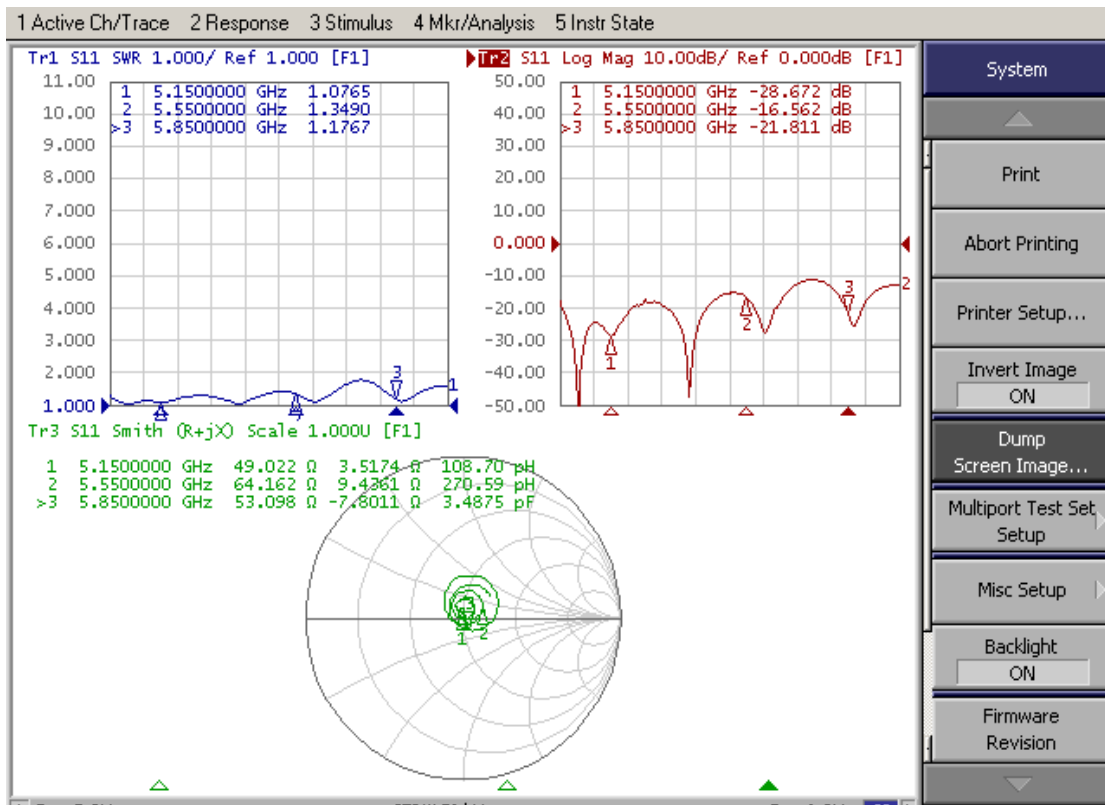 1 Active Ch/Trace 2 Response 3 Stimulus 4 Mkr/Analysis 5 Instr State
Tr1 S11 SWR 1.000/ Ref 1.000 [F1]
11.00
10.00
9.000
8.000
7.000
6.000
5.000
4.000
3.000
2.000
1.000
1 5.1500000 GHz 1.0765
2 5.5500000 GHz 1.3490
>3 5.8500000 GHz 1.1767
3
1
Tr2 S11 Log Mag 10.00dB/ Ref 0.000dB [F1]
50.00
40.00
30.00
20.00
10.00
0.000
-10.00
-20.00
-30.00
-40.00
-50.00
1 5.1500000 GHz -28.672 dB
2 5.5500000 GHz -16.562 dB
>3 5.8500000 GHz -21.811 dB
1
2
3
2
Tr3 S11 Smith (R+jX) Scale 1.000U [F1]
1 5.1500000 GHz 49.022 Ω 3.5174 Ω 108.70 pH
2 5.5500000 GHz 64.162 Ω 9.4361 Ω 270.59 pH
>3 5.8500000 GHz 53.098 Ω -7.8011 Ω 3.4875 pF
3
1
2
System
Print
Abort Printing
Printer Setup...
Invert Image
ON
Dump
Screen Image...
Multiport Test Set
Setup
Misc Setup
Backlight
ON
Firmware
Revision